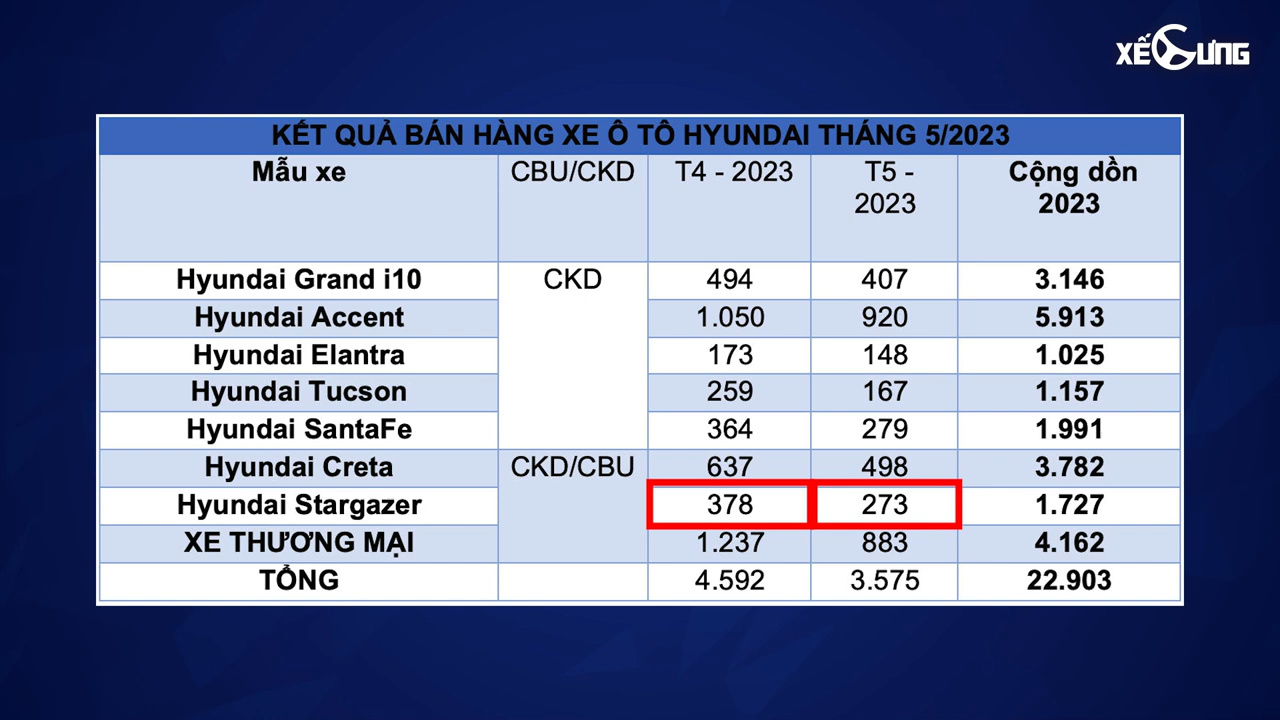 XẾ CƯNG
KẾT QUẢ BÁN HÀNG XE Ô TÔ HYUNDAI THÁNG 5/2023
Mẫu xe CBU/CKD T4 - 2023 T5 - 2023 Cộng dồn 2023
Hyundai Grand i10 CKD 494 407 3.146
Hyundai Accent 1.050 920 5.913
Hyundai Elantra 173 148 1.025
Hyundai Tucson 259 167 1.157
Hyundai SantaFe 364 279 1.991
Hyundai Creta CKD/CBU 637 498 3.782
Hyundai Stargazer 378 273 1.727
XE THƯƠNG MẠI 1.237 883 4.162
TỔNG 4.592 3.575 22.903